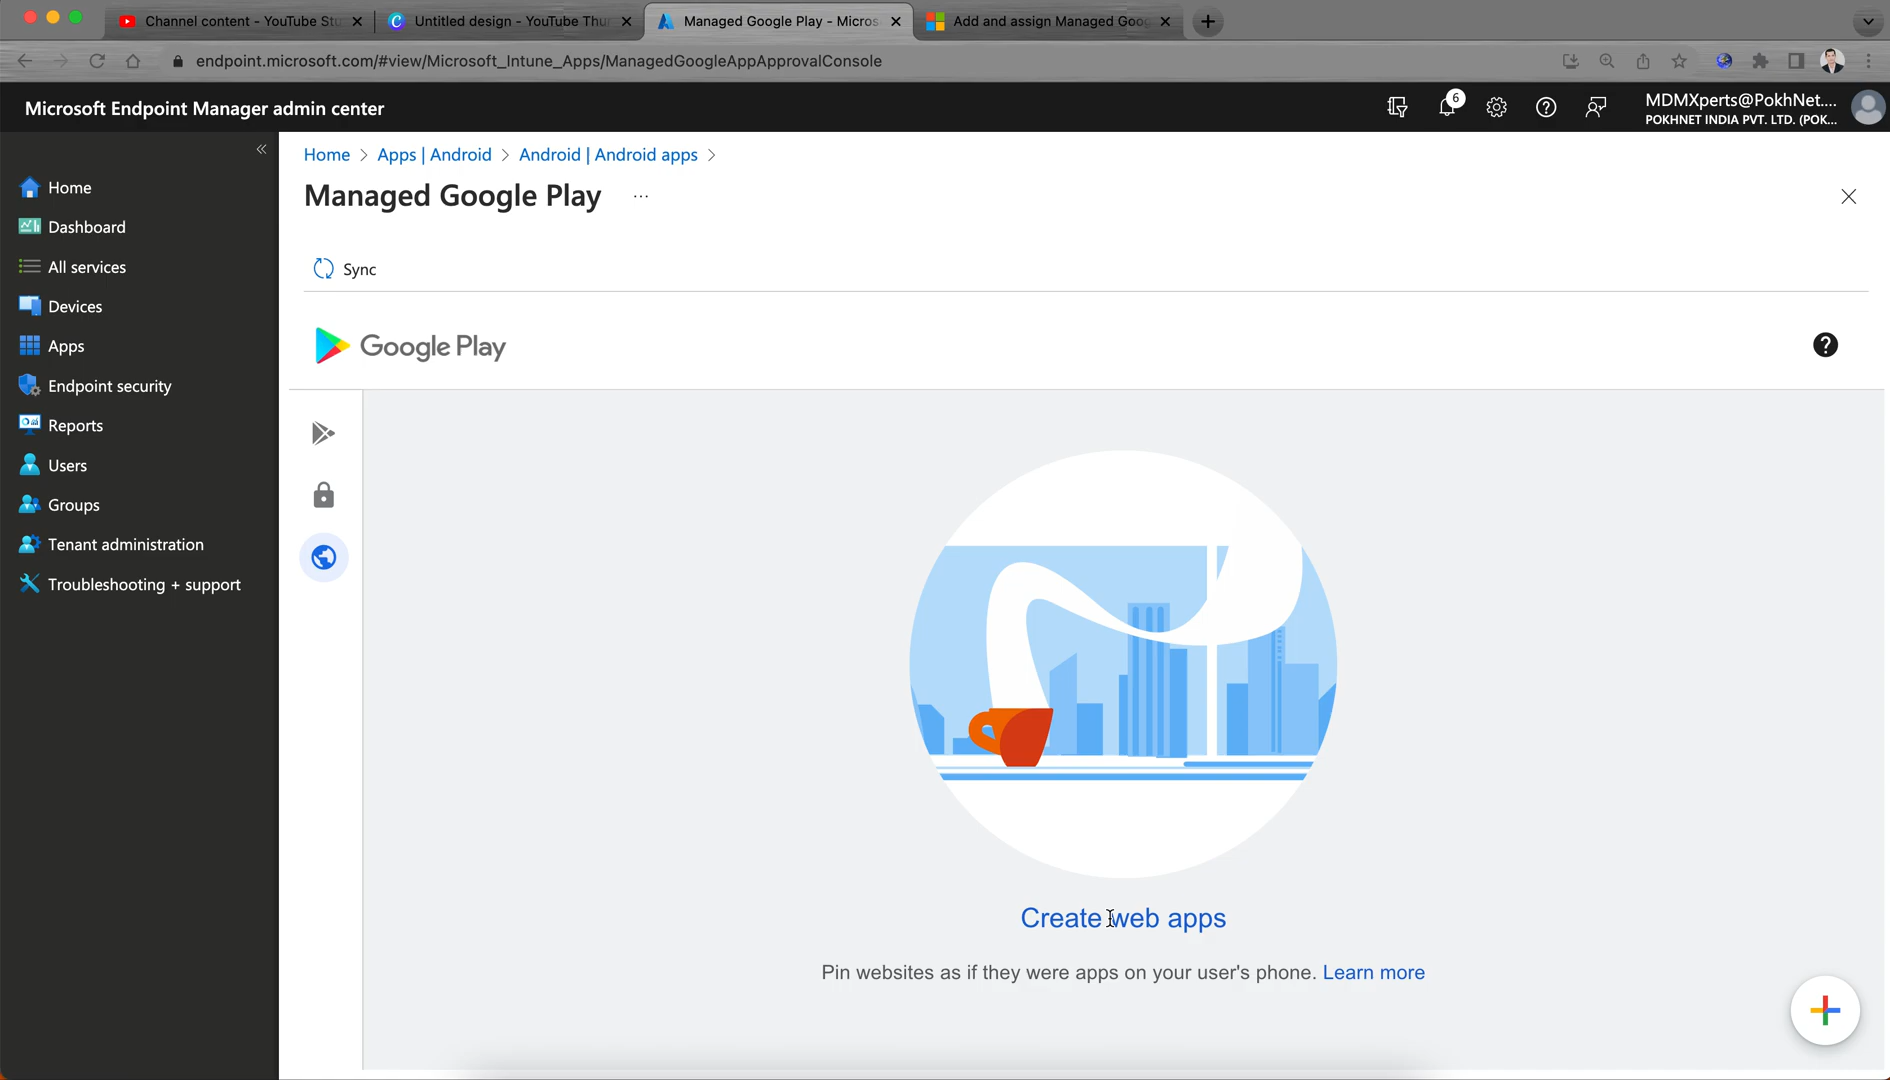 Channel content - YouTube Stu
Untitled design - YouTube Thu
Managed Google Play - Micros
Add and assign Managed Goog
endpoint.microsoft.com/#view/Microsoft_Intune_Apps/ManagedGoogleAppApprovalConsole
Microsoft Endpoint Manager admin center
6
MDMXperts@PokhNet....
POKHNET INDIA PVT. LTD. (POK...
Home
Dashboard
All services
Devices
Apps
Endpoint security
Reports
Users
Groups
Tenant administration
Troubleshooting + support
Home > Apps | Android > Android | Android apps >
Managed Google Play ...
Sync
Google Play
Create web apps
Pin websites as if they were apps on your user's phone. Learn more